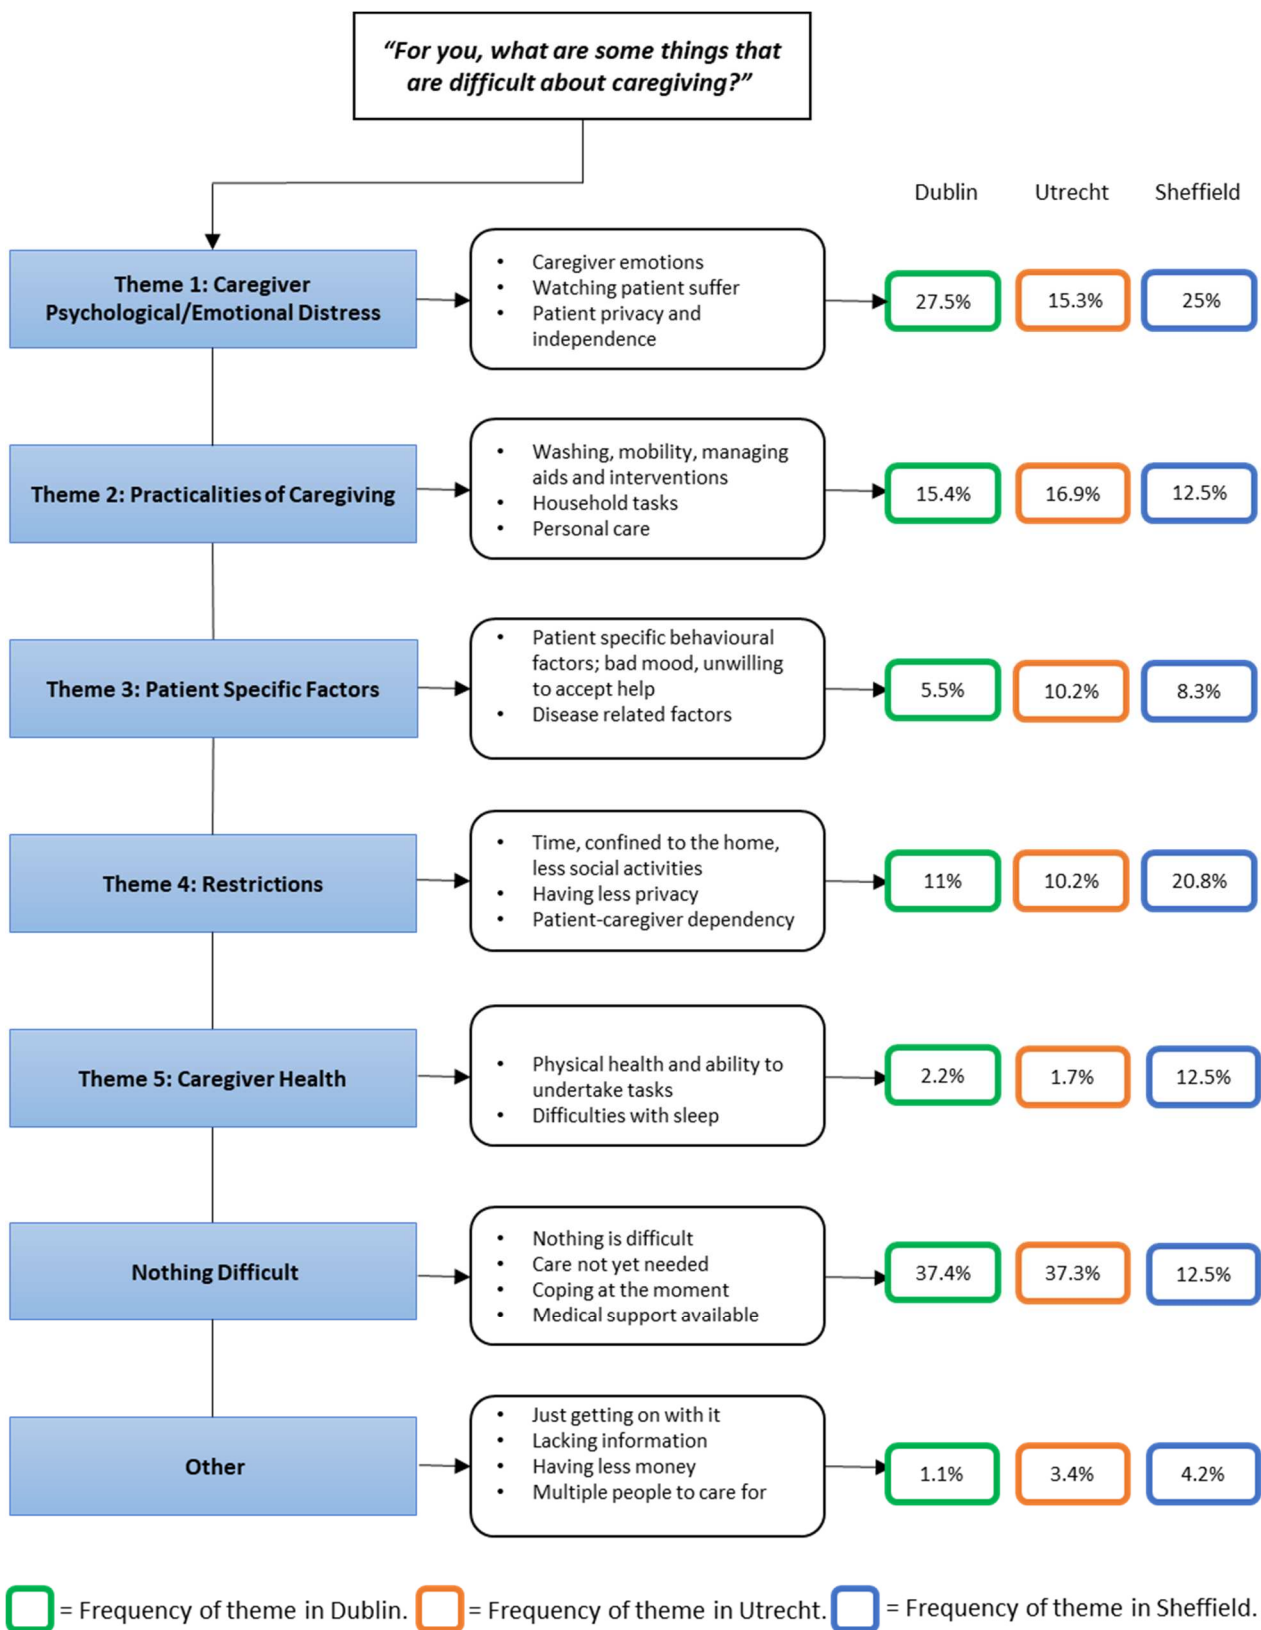 “For you, what are some things that
are difficult about caregiving?”
Dublin Utrecht Sheffield
Theme 1: Caregiver
Psychological/Emotional Distress
• Caregiver emotions
• Watching patient suffer
• Patient privacy and
independence
27.5% 15.3% 25%
Theme 2: Practicalities of Caregiving
• Washing, mobility, managing
aids and interventions
• Household tasks
• Personal care
15.4% 16.9% 12.5%
Theme 3: Patient Specific Factors
• Patient specific behavioural
factors; bad mood, unwilling
to accept help
• Disease related factors
5.5% 10.2% 8.3%
Theme 4: Restrictions
• Time, confined to the home,
less social activities
• Having less privacy
• Patient-caregiver dependency
11% 10.2% 20.8%
Theme 5: Caregiver Health
• Physical health and ability to
undertake tasks
• Difficulties with sleep
2.2% 1.7% 12.5%
Nothing Difficult
• Nothing is difficult
• Care not yet needed
• Coping at the moment
• Medical support available
37.4% 37.3% 12.5%
Other
• Just getting on with it
• Lacking information
• Having less money
• Multiple people to care for
1.1% 3.4% 4.2%
= Frequency of theme in Dublin. = Frequency of theme in Utrecht. = Frequency of theme in Sheffield.